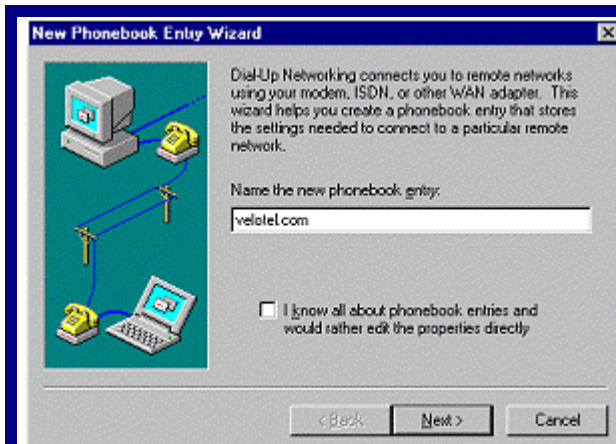 New Phonebook Entry Wizard
Dial-Up Networking connects you to remote networks
using your modem, ISDN, or other WAN adapter. This
wizard helps you create a phonebook entry that stores
the settings needed to connect to a particular remote
network.
Name the new phonebook entry:
velotel.com
I know all about phonebook entries and
would rather edit the properties directly
< Back
Next >
Cancel